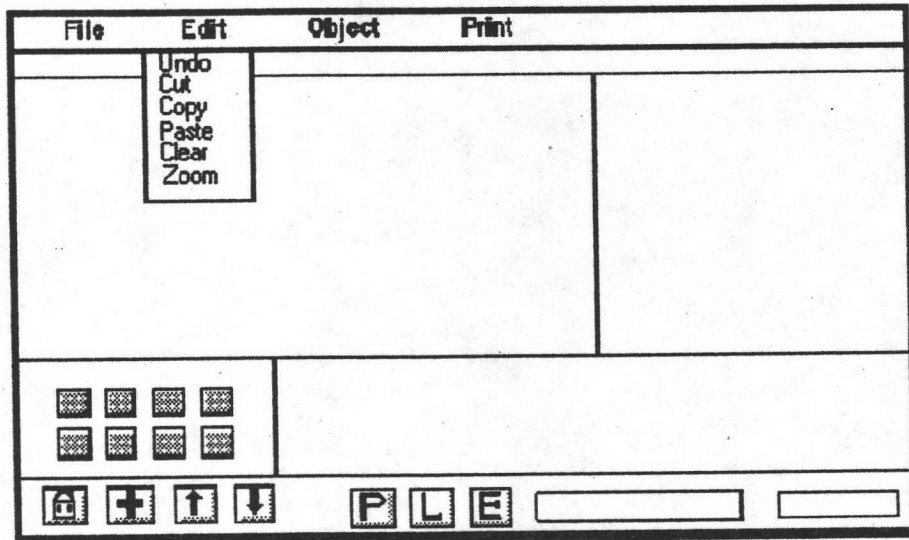 File Edit Object Print
Undo
Cut
Copy
Paste
Clear
Zoom
P L E